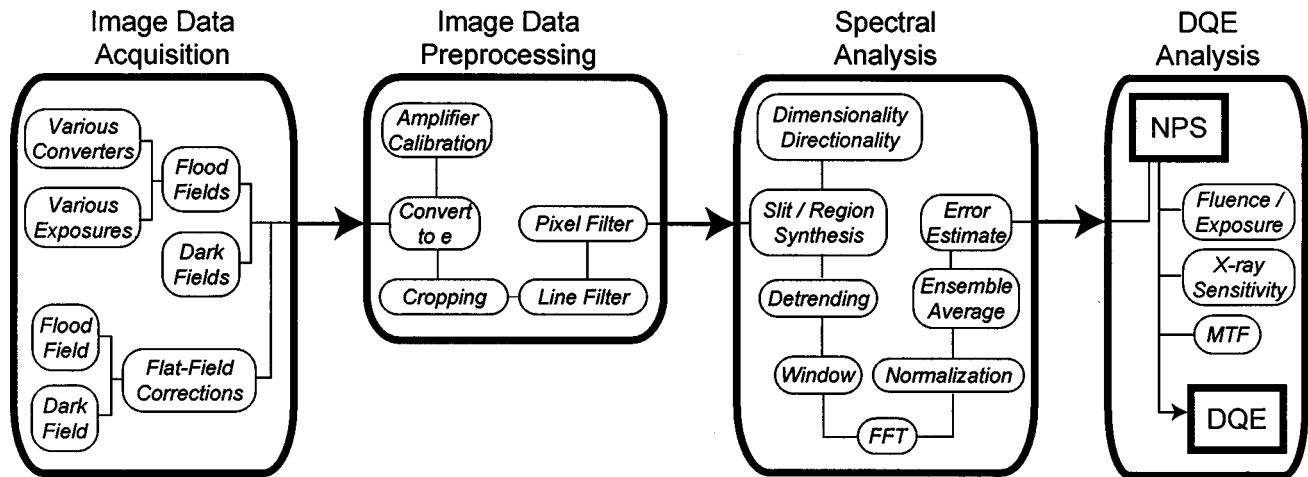 Image Data
Acquisition
Various
Converters
Various
Exposures
Flood
Fields
Dark
Fields
Flood
Field
Dark
Field
Flat-Field
Corrections
Image Data
Preprocessing
Amplifier
Calibration
Convert
to e
Cropping
Line Filter
Pixel Filter
Spectral
Analysis
Dimensionality
Directionality
Slit / Region
Synthesis
Detrending
Window
FFT
Normalization
Ensemble
Average
Error
Estimate
DQE
Analysis
NPS
Fluence /
Exposure
X-ray
Sensitivity
MTF
DQE